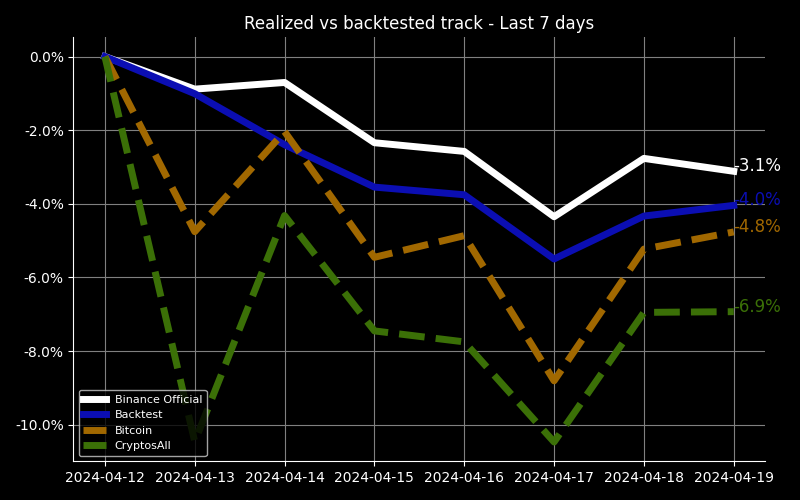 Realized vs backtested track - Last 7 days
0.0%
-2.0%
-4.0%
-6.0%
-8.0%
-10.0%
-3.1%
-4.0%
-4.8%
-6.9%
Binance Official
Backtest
Bitcoin
CryptosAll
2024-04-12 2024-04-13 2024-04-14 2024-04-15 2024-04-16 2024-04-17 2024-04-18 2024-04-19